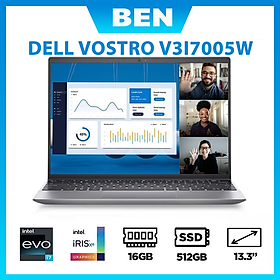 BEN
DELL VOSTRO V3I7005W
intel
evo
i7
intel
iRIS Xe
GRAPHICS
16GB
SSD
512GB
13.3"